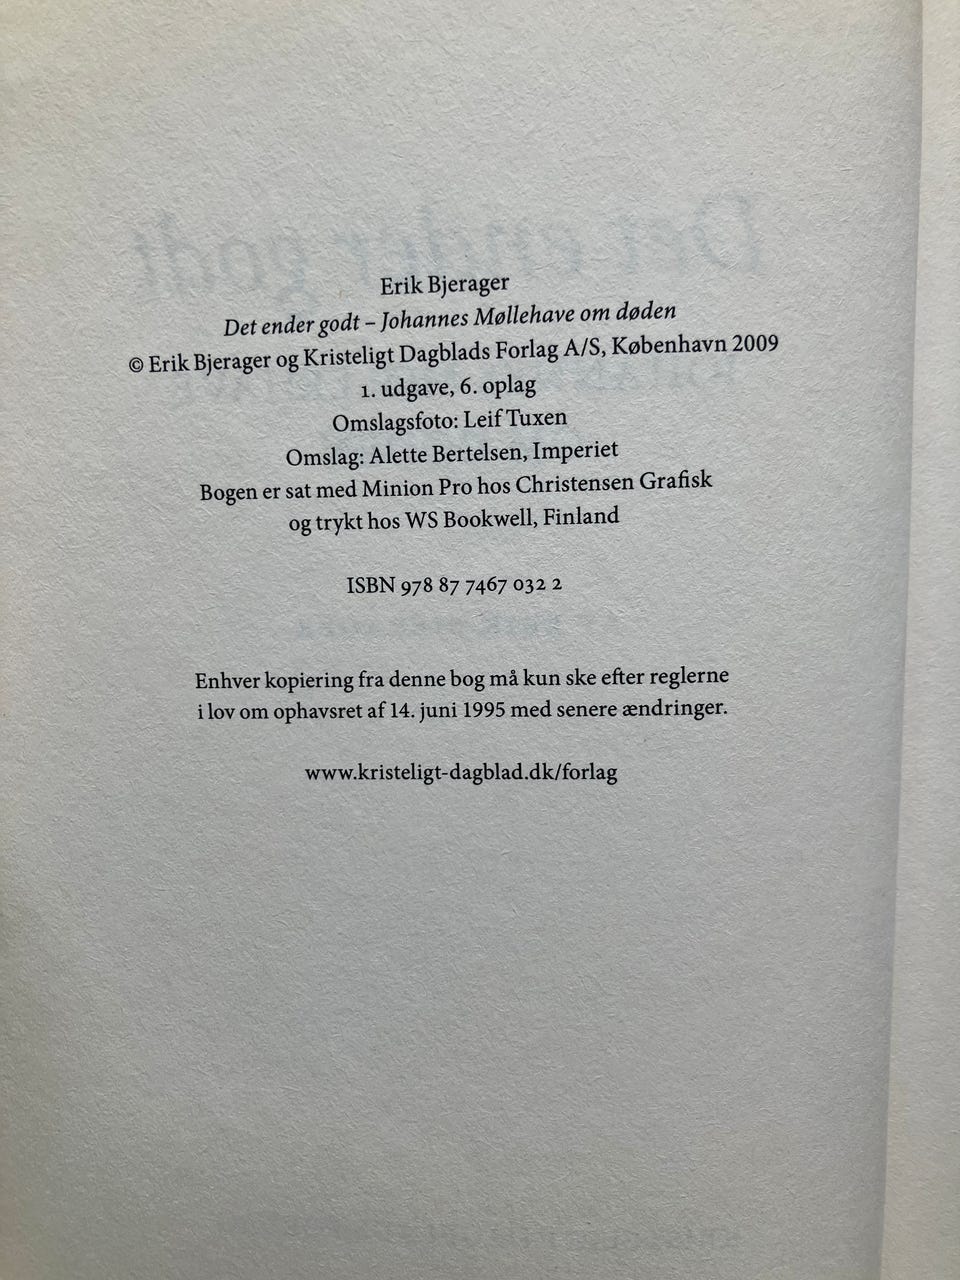 Erik Bjerager
Det ender godt – Johannes Møllehave om døden
© Erik Bjerager og Kristeligt Dagblads Forlag A/S, København 2009
1. udgave, 6. oplag
Omslagsfoto: Leif Tuxen
Omslag: Alette Bertelsen, Imperiet
Bogen er sat med Minion Pro hos Christensen Grafisk
og trykt hos WS Bookwell, Finland
ISBN 978 87 7467 032 2
Enhver kopiering fra denne bog må kun ske efter reglerne
i lov om ophavsret af 14. juni 1995 med senere ændringer.
www.kristeligt-dagblad.dk/forlag